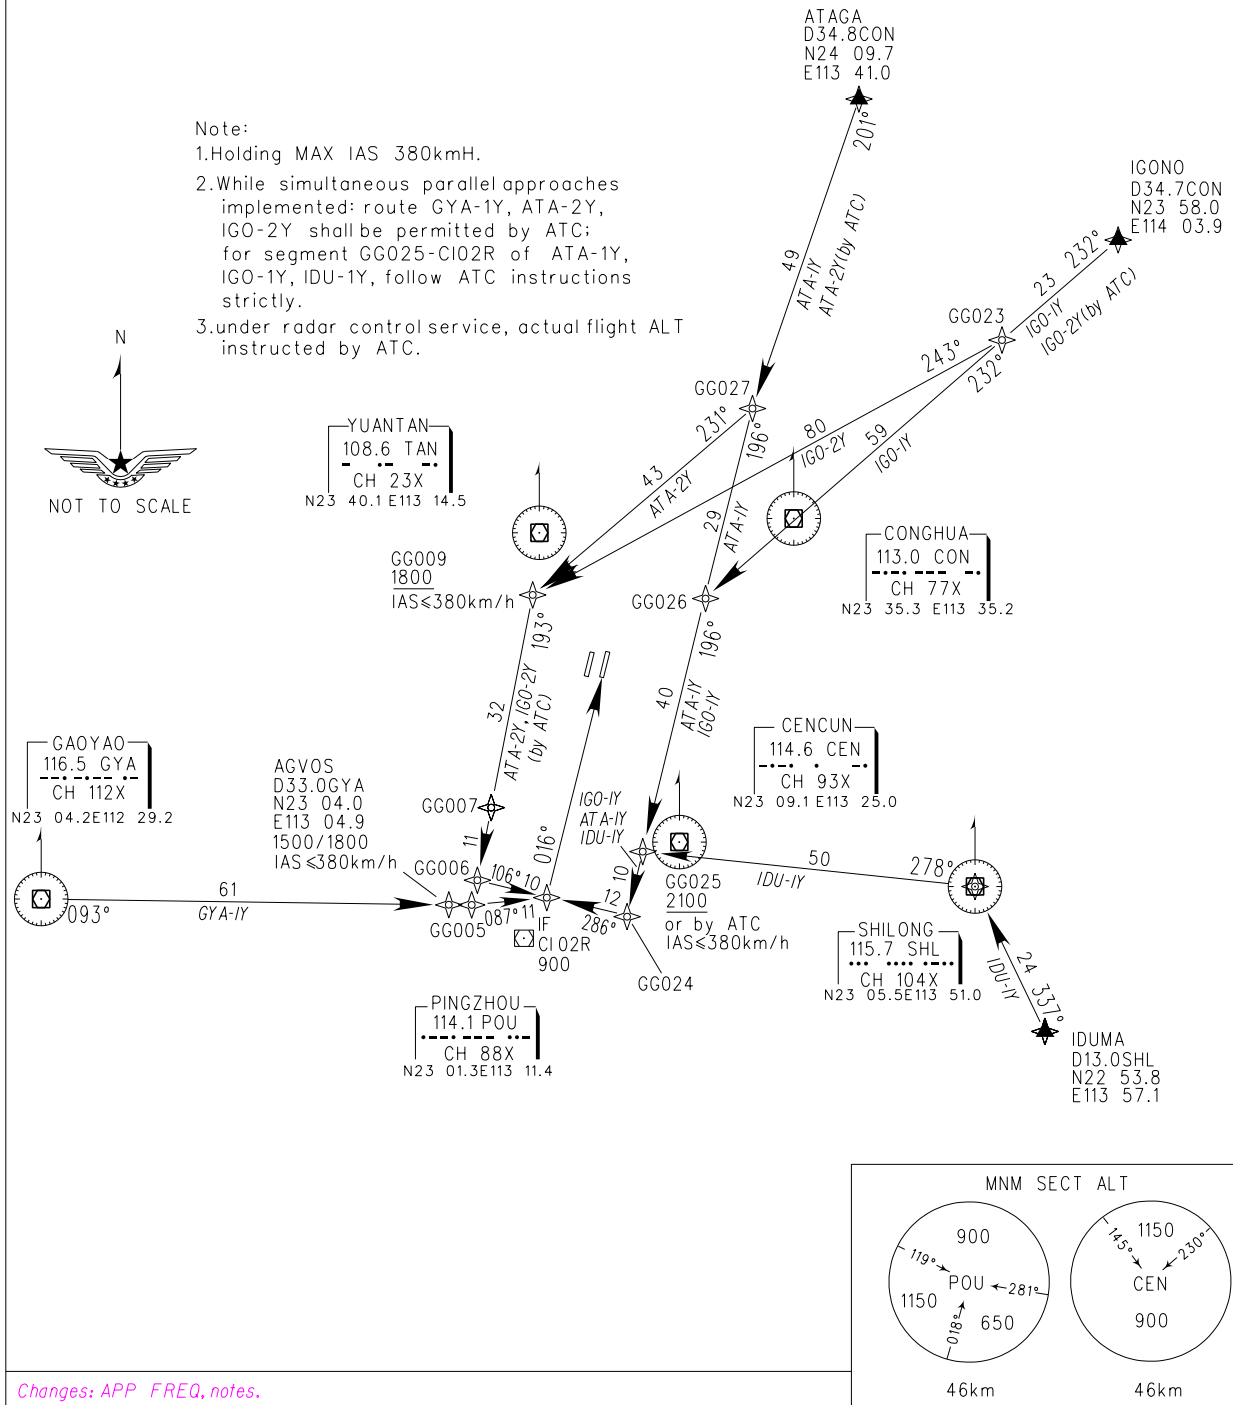 ATAGA
D34.8CON
N24 09.7
E113 41.0
201°
Note:
1.Holding MAX IAS 380kmH.
2.While simultaneous parallel approaches
implemented: route GYA-1Y, ATA-2Y,
IGO-2Y shall be permitted by ATC;
for segment GG025-CI02R of ATA-1Y,
IGO-1Y, IDU-1Y, follow ATC instructions
strictly.
3.under radar control service, actual flight ALT
instructed by ATC.
IGONO
D34.7CON
N23 58.0
E114 03.9
232°
23
IGO-1Y
IGO-2Y(by ATC)
49
ATA-1Y
ATA-2Y(by ATC)
N
NOT TO SCALE
GG023
243°
232°
GG027
231°
196°
80
IGO-2Y
59
IGO-1Y
43
ATA-2Y
29
ATA-1Y
YUANTAN
108.6 TAN
CH 23X
N23 40.1 E113 14.5
CONGHUA
113.0 CON
CH 77X
N23 35.3 E113 35.2
GG009
1800
IAS≤380km/h
GG026
193°
196°
32
ATA-2Y, IGO-2Y
(by ATC)
40
ATA-1Y
IGO-1Y
GAOYAO
116.5 GYA
CH 112X
N23 04.2E112 29.2
AGVOS
D33.0GYA
N23 04.0
E113 04.9
1500/1800
IAS≤380km/h
CENCUN
114.6 CEN
CH 93X
N23 09.1 E113 25.0
GG007
11
GG006
106° 10
016°
IGO-1Y
ATA-1Y
IDU-1Y
10
GG025
2100
or by ATC
IAS≤380km/h
50
IDU-1Y
278°
093°
61
GYA-1Y
GG005
087° 11
IF
CI02R
900
12
286°
GG024
SHILONG
115.7 SHL
CH 104X
N23 05.5E113 51.0
24 337°
IDU-1Y
PINGZHOU
114.1 POU
CH 88X
N23 01.3E113 11.4
IDUMA
D13.0SHL
N22 53.8
E113 57.1
MNM SECT ALT
900
119°
POU
281°
1150
018°
650
46km
1150
145°
230°
CEN
900
46km
Changes: APP FREQ, notes.